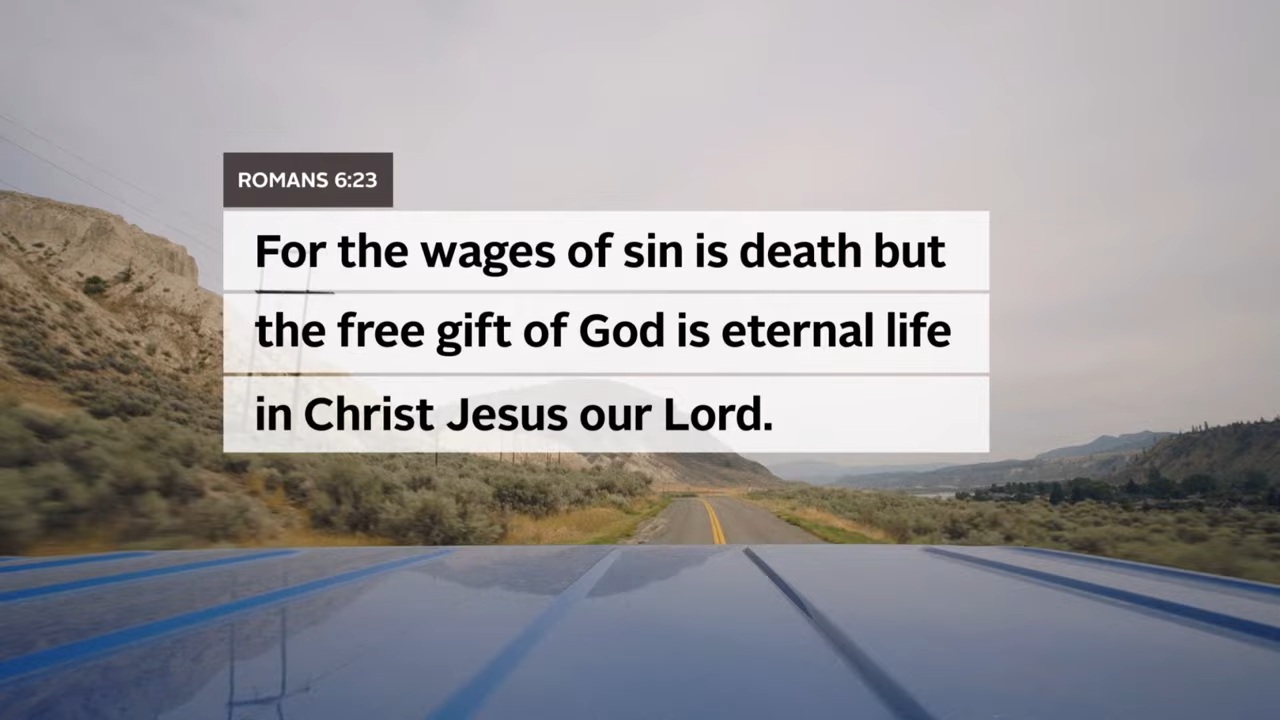 ROMANS 6:23
For the wages of sin is death but
the free gift of God is eternal life
in Christ Jesus our Lord.